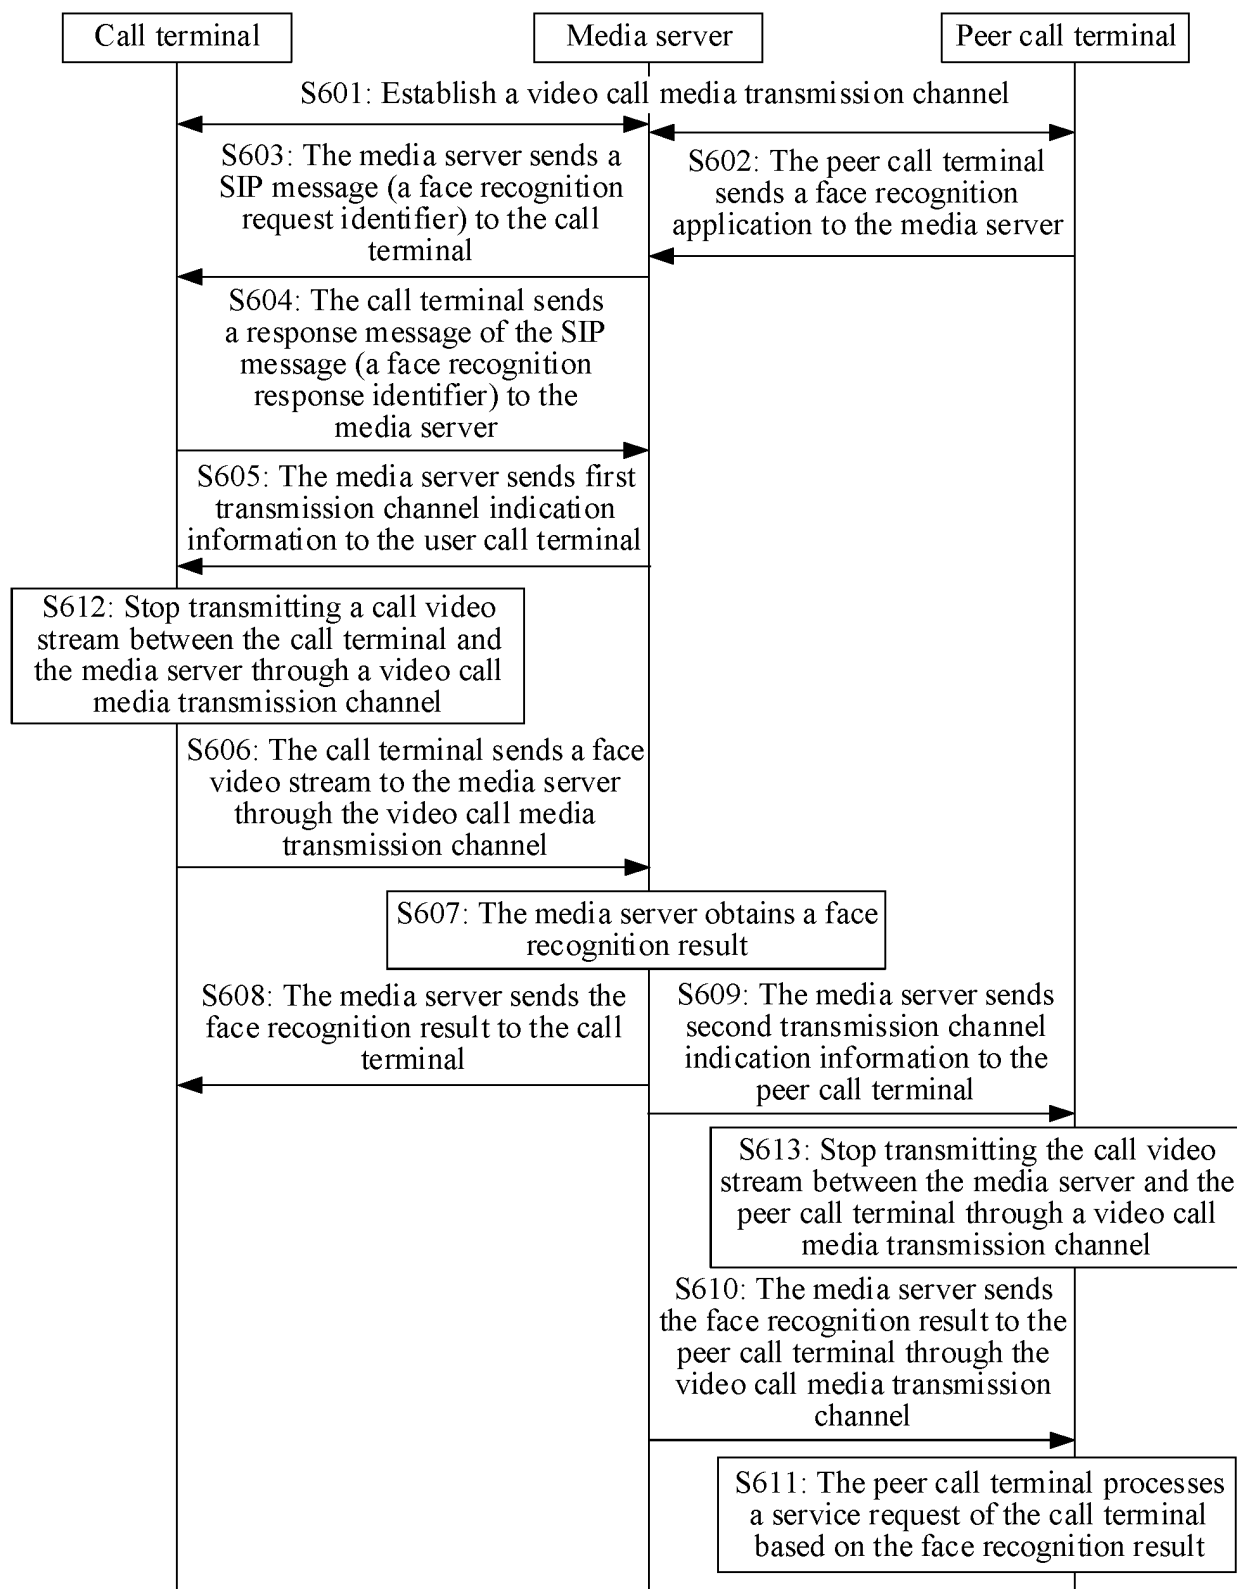 Call terminal
Media server
Peer call terminal
S601: Establish a video call media transmission channel
S603: The media server sends a
SIP message (a face recognition
request identifier) to the call
terminal
S602: The peer call terminal
sends a face recognition
application to the media server
S604: The call terminal sends
a response message of the SIP
message (a face recognition
response identifier) to the
media server
S605: The media server sends first
transmission channel indication
information to the user call terminal
S612: Stop transmitting a call video
stream between the call terminal and
the media server through a video call
media transmission channel
S606: The call terminal sends a face
video stream to the media server
through the video call media
transmission channel
S607: The media server obtains a face
recognition result
S608: The media server sends the
face recognition result to the call
terminal
S609: The media server sends
second transmission channel
indication information to the
peer call terminal
S613: Stop transmitting the call video
stream between the media server and the
peer call terminal through a video call
media transmission channel
S610: The media server sends
the face recognition result to the
peer call terminal through the
video call media transmission
channel
S611: The peer call terminal processes
a service request of the call terminal
based on the face recognition result